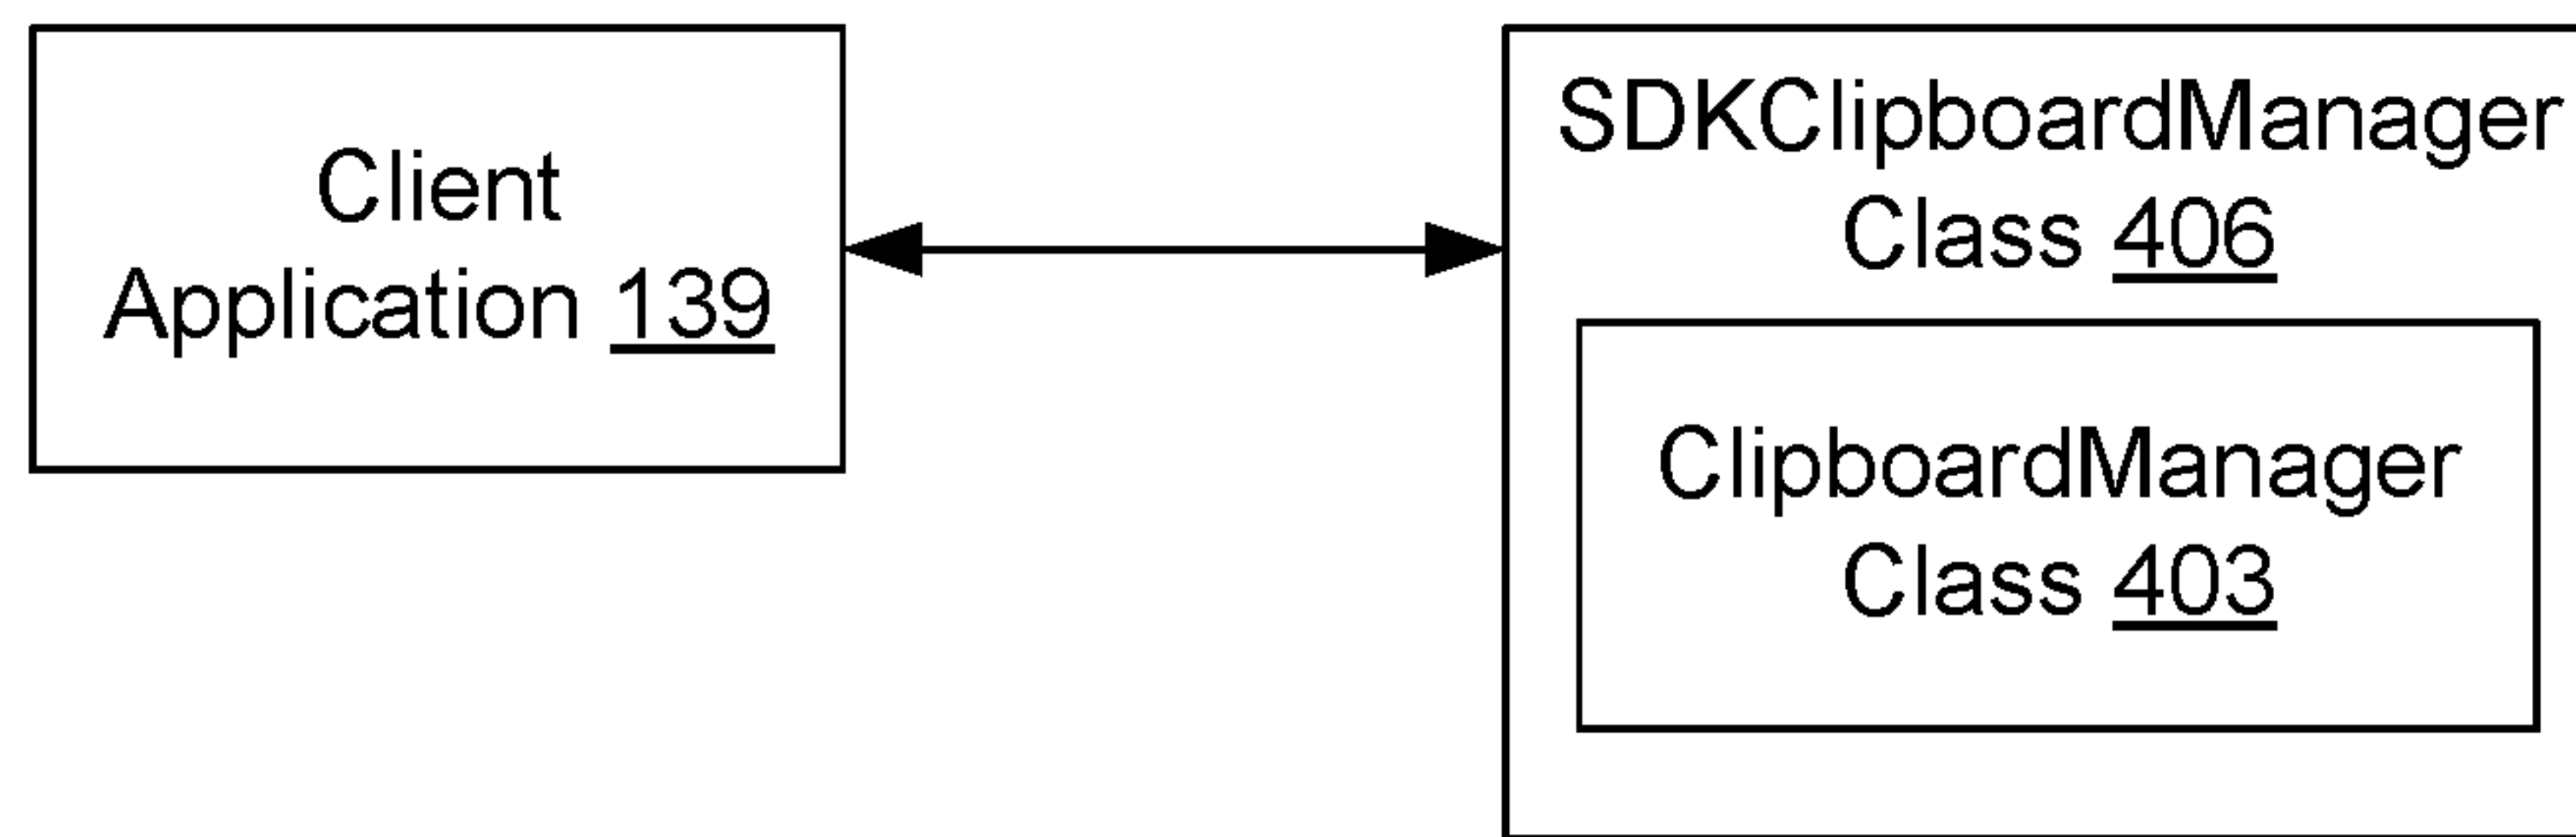 Client
Application 139
SDKClipboardManager
Class 406
ClipboardManager
Class 403